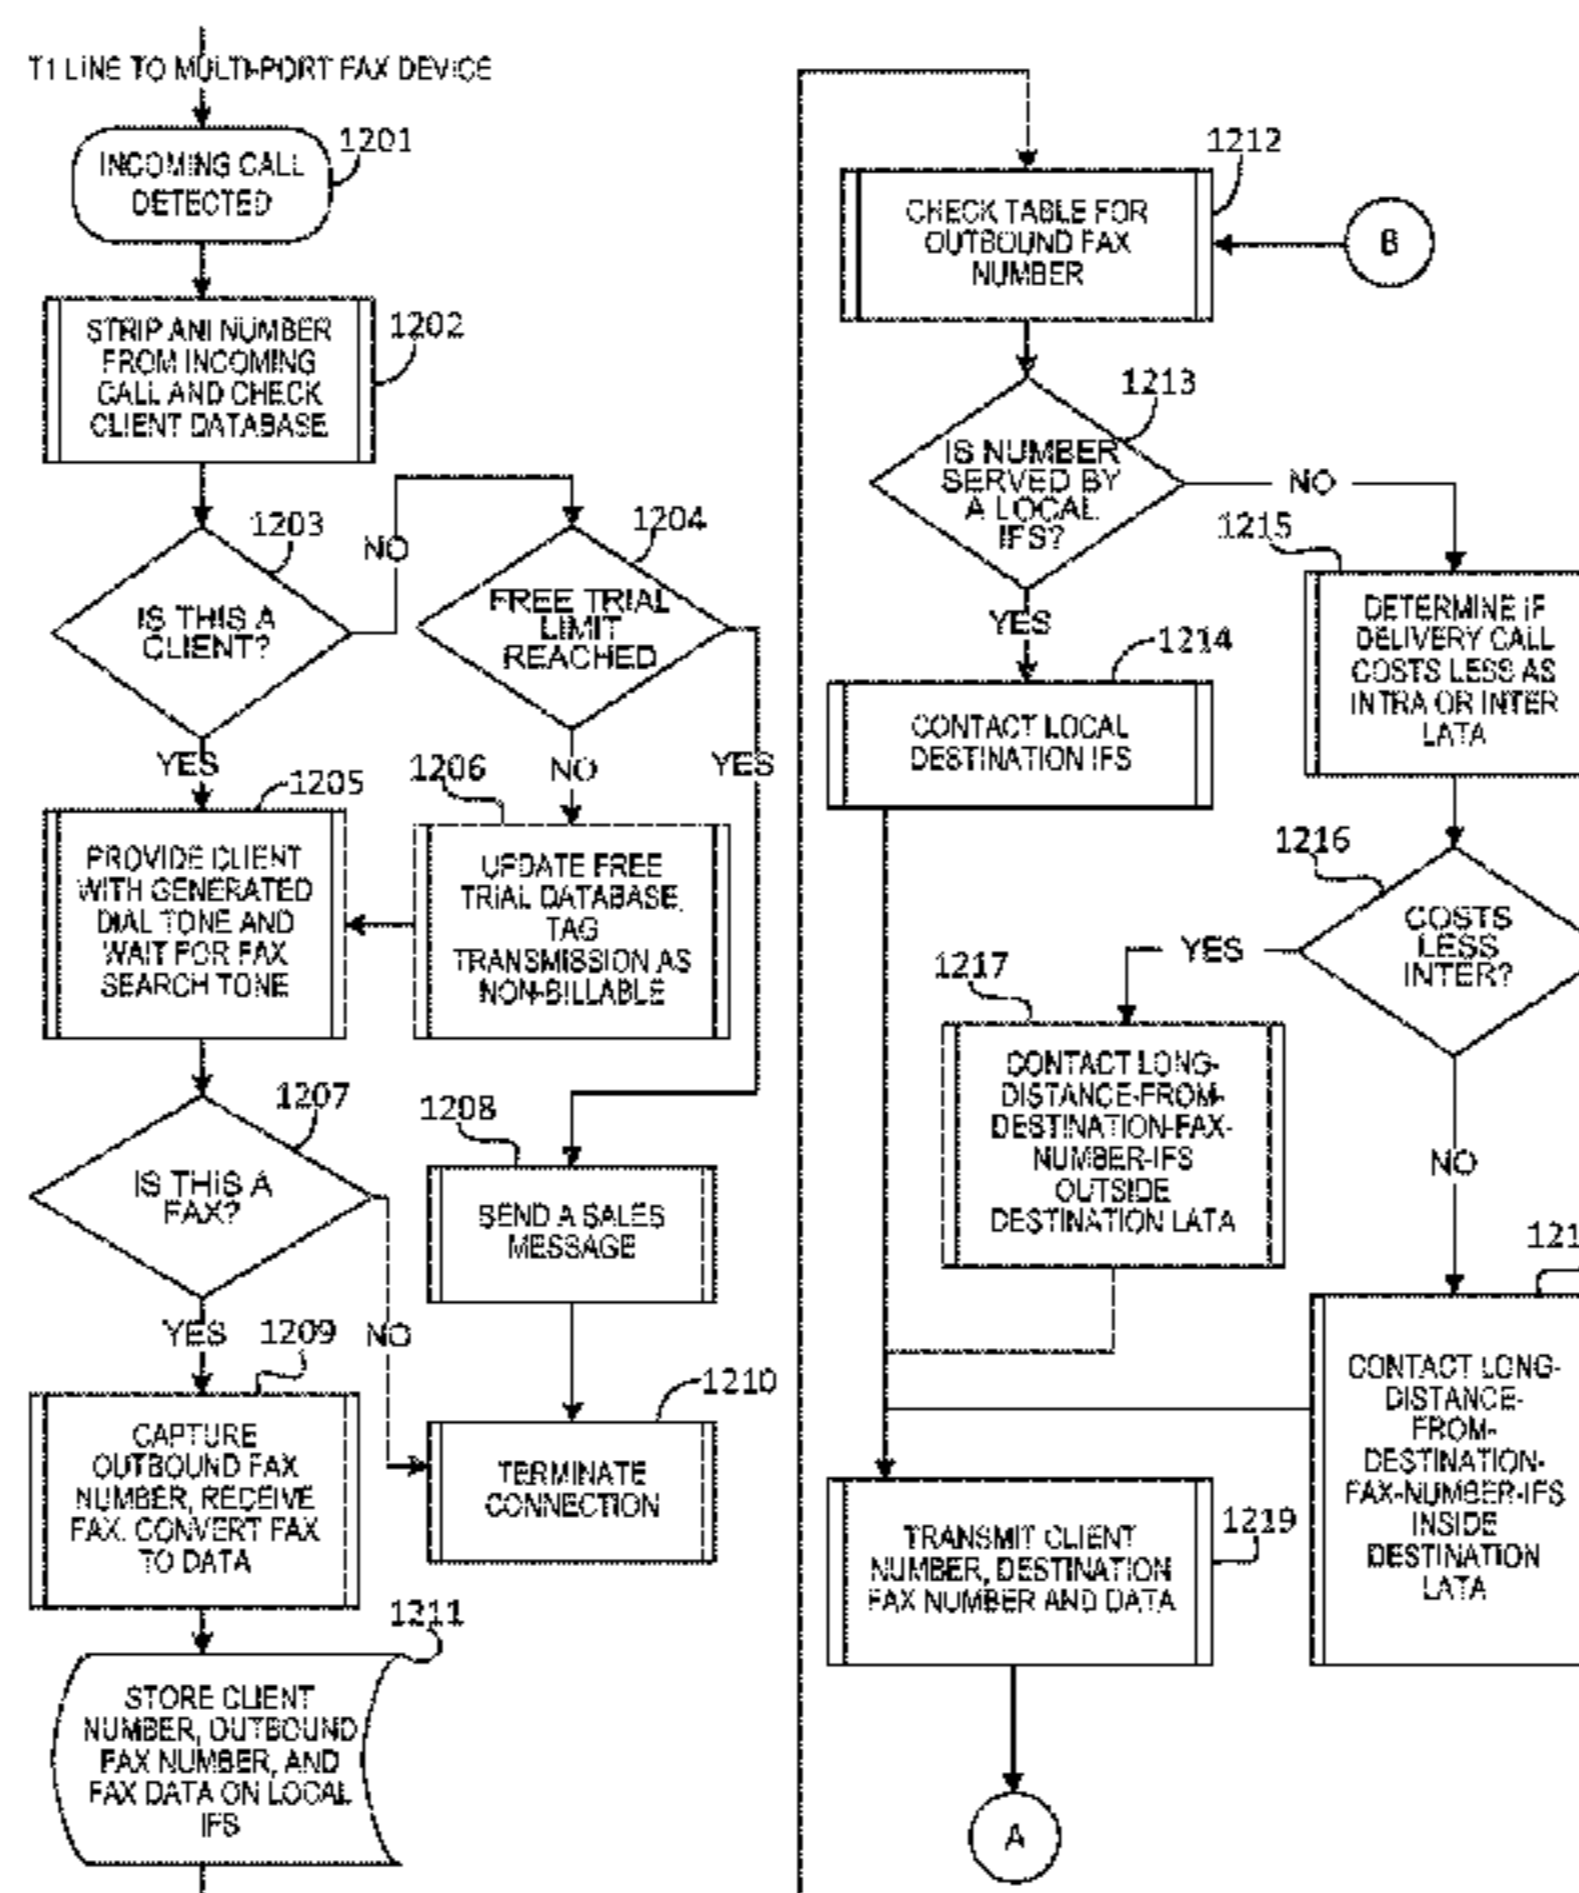 T1 LINE TO MULTI-PORT FAX DEVICE
INCOMING CALL
DETECTED
1201
STRIP ANI NUMBER
FROM INCOMING
CALL AND CHECK
CLIENT DATABASE
1202
IS THIS A
CLIENT?
1203
NO
YES
FREE TRIAL
LIMIT
REACHED
1204
NO
YES
PROVIDE CLIENT
WITH GENERATED
DIAL TONE AND
WAIT FOR FAX
SEARCH TONE
1205
UPDATE FREE
TRIAL DATABASE,
TAG
TRANSMISSION AS
NON-BILLABLE
1206
IS THIS A
FAX?
1207
YES
NO
SEND A SALES
MESSAGE
1208
CAPTURE
OUTBOUND FAX
NUMBER, RECEIVE
FAX, CONVERT FAX
TO DATA
1209
TERMINATE
CONNECTION
1210
STORE CLIENT
NUMBER, OUTBOUND
FAX NUMBER, AND
FAX DATA ON LOCAL
IFS
1211
CHECK TABLE FOR
OUTBOUND FAX
NUMBER
1212
B
IS NUMBER
SERVED BY
A LOCAL
IFS?
1213
NO
YES
CONTACT LOCAL
DESTINATION IFS
1214
DETERMINE IF
DELIVERY CALL
COSTS LESS AS
INTRA OR INTER
LATA
1215
COSTS
LESS
INTER?
1216
YES
NO
CONTACT LONG-
DISTANCE-FROM-
DESTINATION-FAX-
NUMBER-IFS
OUTSIDE
DESTINATION LATA
1217
CONTACT LONG-
DISTANCE-
FROM-
DESTINATION-
FAX-NUMBER-IFS
INSIDE
DESTINATION
LATA
121
TRANSMIT CLIENT
NUMBER, DESTINATION
FAX NUMBER AND DATA
1219
A